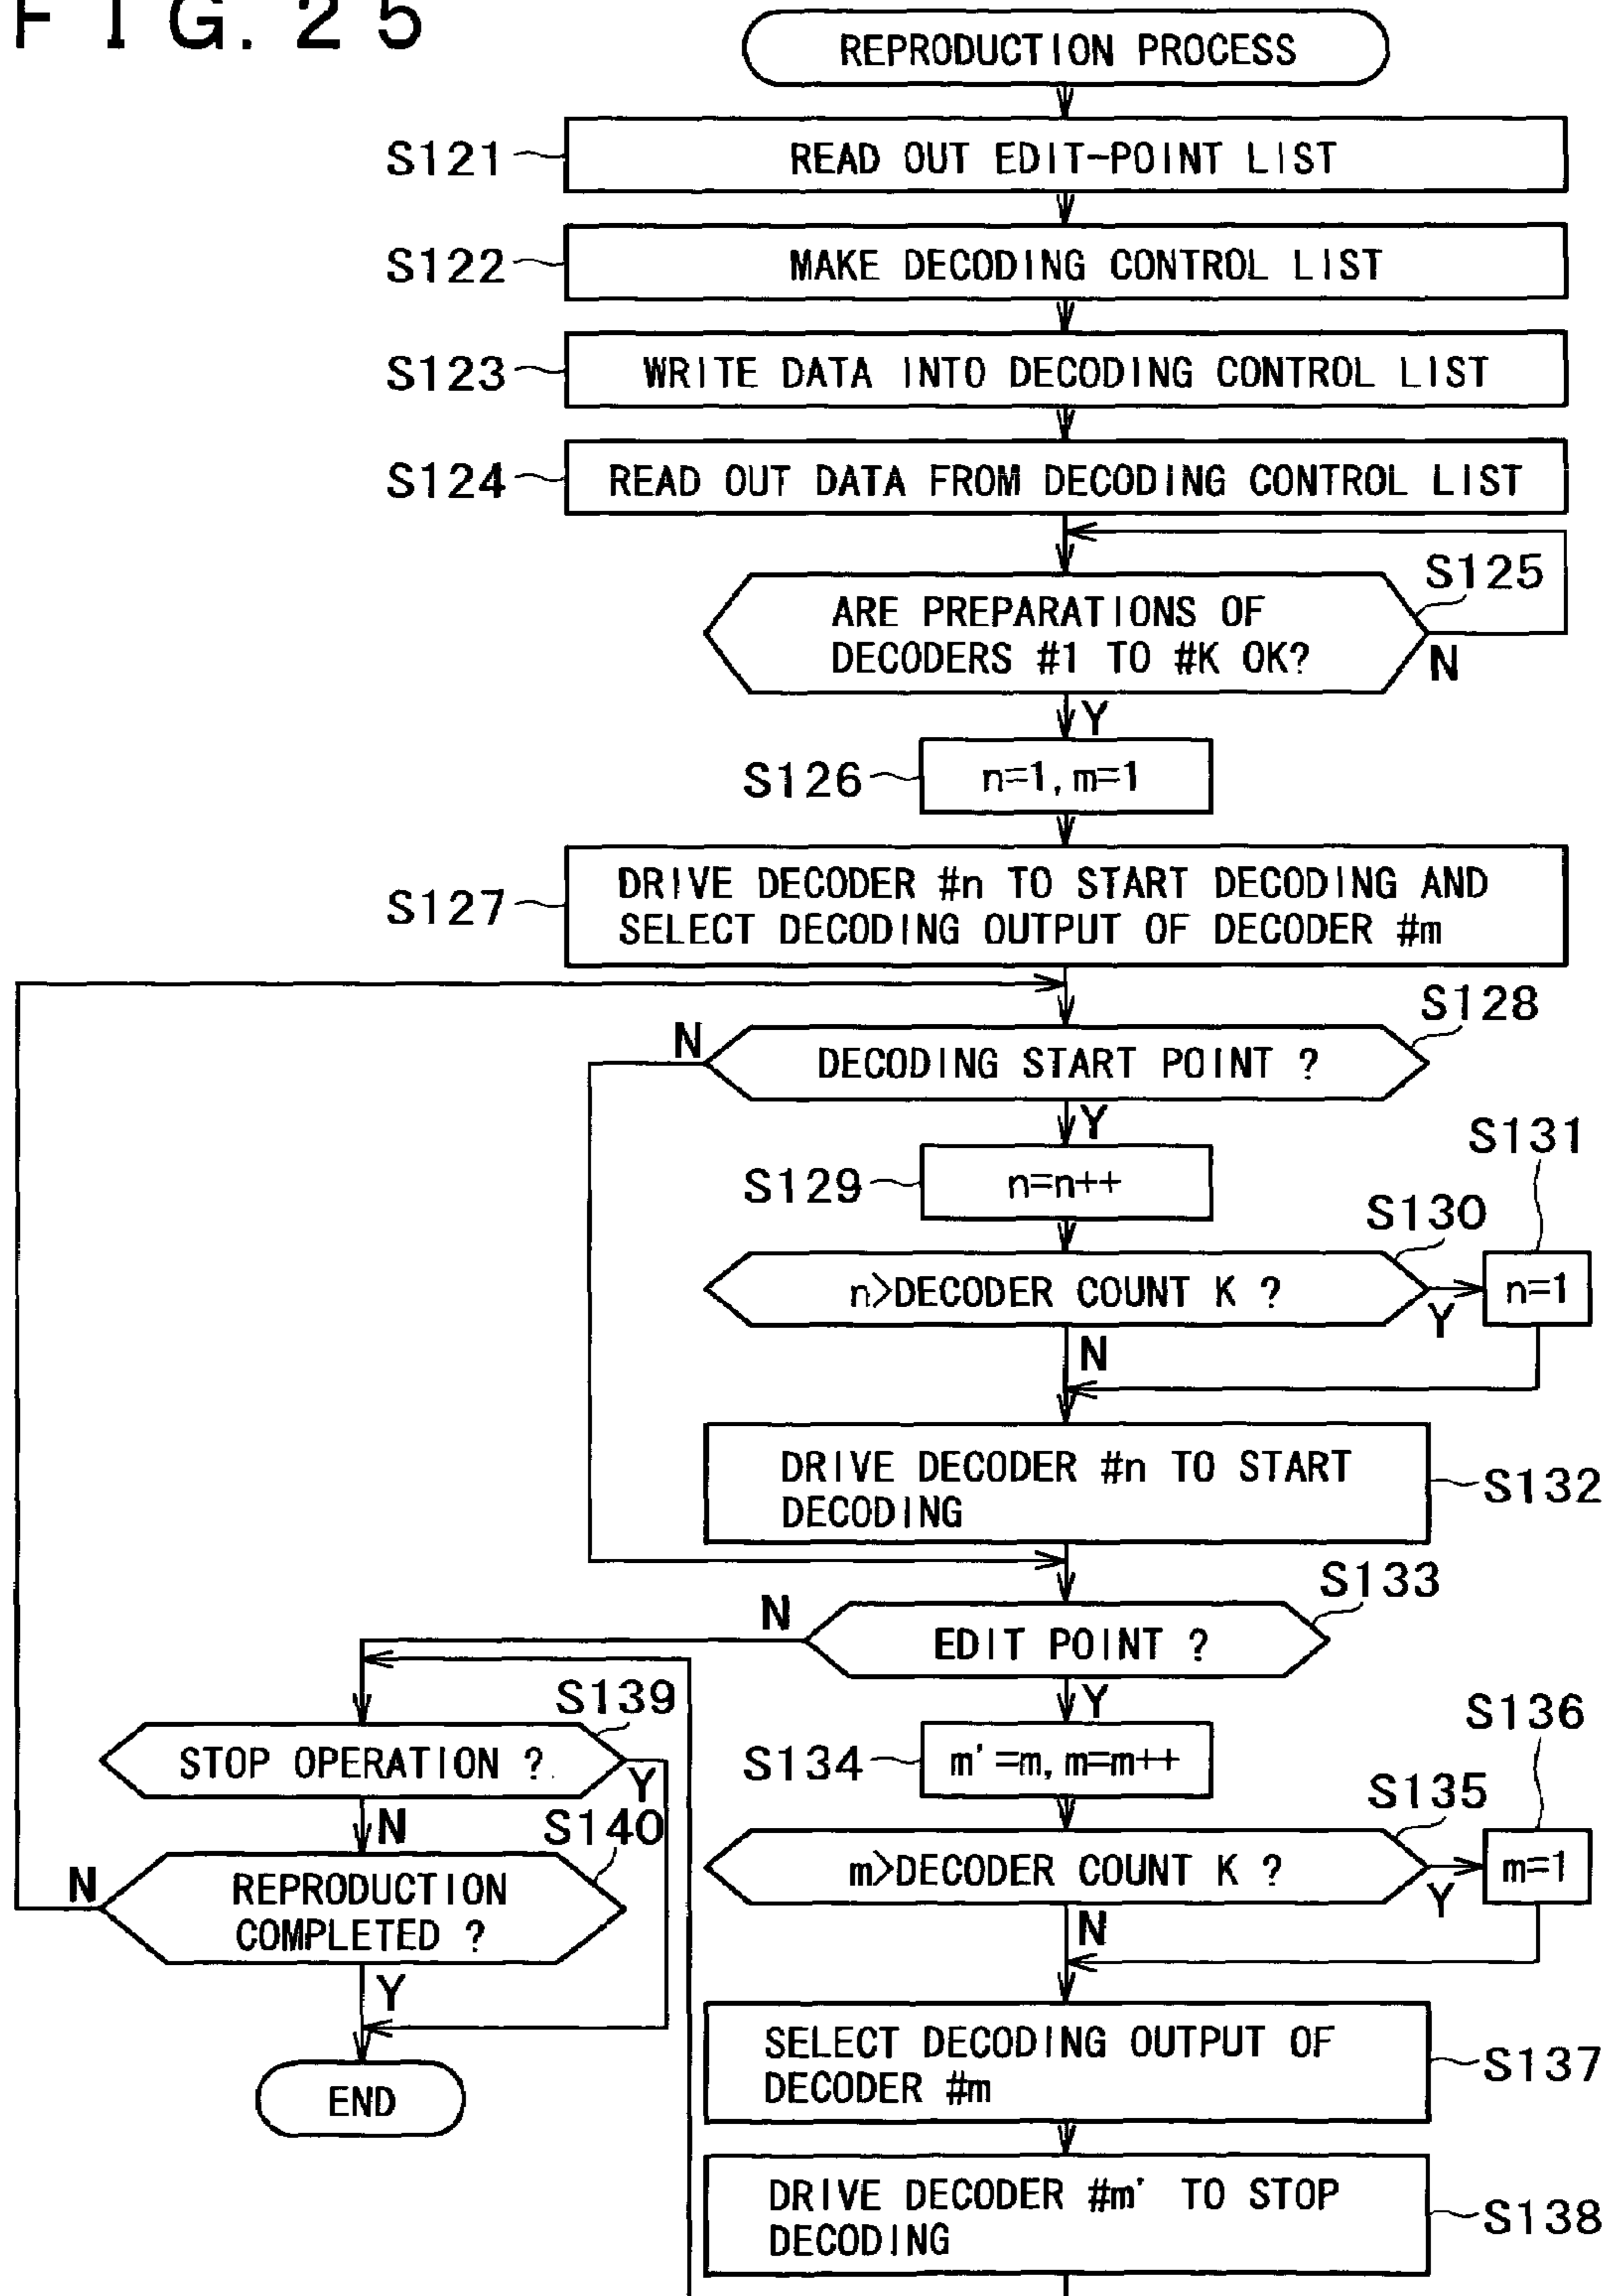 FIG. 25
REPRODUCTION PROCESS
S121
READ OUT EDIT-POINT LIST
S122
MAKE DECODING CONTROL LIST
S123
WRITE DATA INTO DECODING CONTROL LIST
S124
READ OUT DATA FROM DECODING CONTROL LIST
S125
ARE PREPARATIONS OF
DECODERS #1 TO #K OK?
N
Y
S126
n=1, m=1
S127
DRIVE DECODER #n TO START DECODING AND
SELECT DECODING OUTPUT OF DECODER #m
S128
N
DECODING START POINT ?
Y
S129
n=n++
S130
S131
n>DECODER COUNT K ?
Y
n=1
N
DRIVE DECODER #n TO START
DECODING
S132
S133
N
EDIT POINT ?
Y
S139
STOP OPERATION ?
Y
N
S134
m'=m, m=m++
S135
S136
m>DECODER COUNT K ?
Y
m=1
N
S140
N
REPRODUCTION
COMPLETED ?
Y
END
SELECT DECODING OUTPUT OF
DECODER #m
S137
DRIVE DECODER #m' TO STOP
DECODING
S138